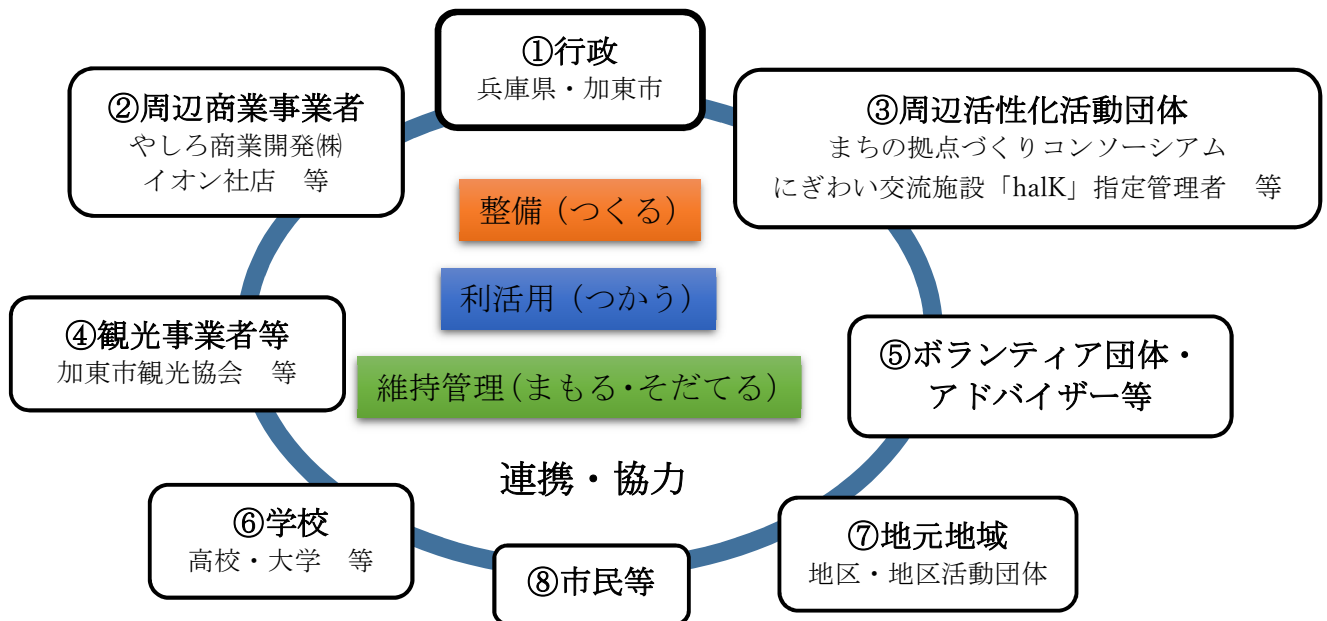 ①行政
兵庫県・加東市
②周辺商業事業者
やしろ商業開発㈱
イオン社店　等
③周辺活性化活動団体
まちの拠点づくりコンソーシアム
にぎわい交流施設「halK」指定管理者　等
整備（つくる）
利活用（つかう）
維持管理（まもる・そだてる）
④観光事業者等
加東市観光協会　等
⑤ボランティア団体・
アドバイザー等
連携・協力
⑥学校
高校・大学　等
⑦地元地域
地区・地区活動団体
⑧市民等